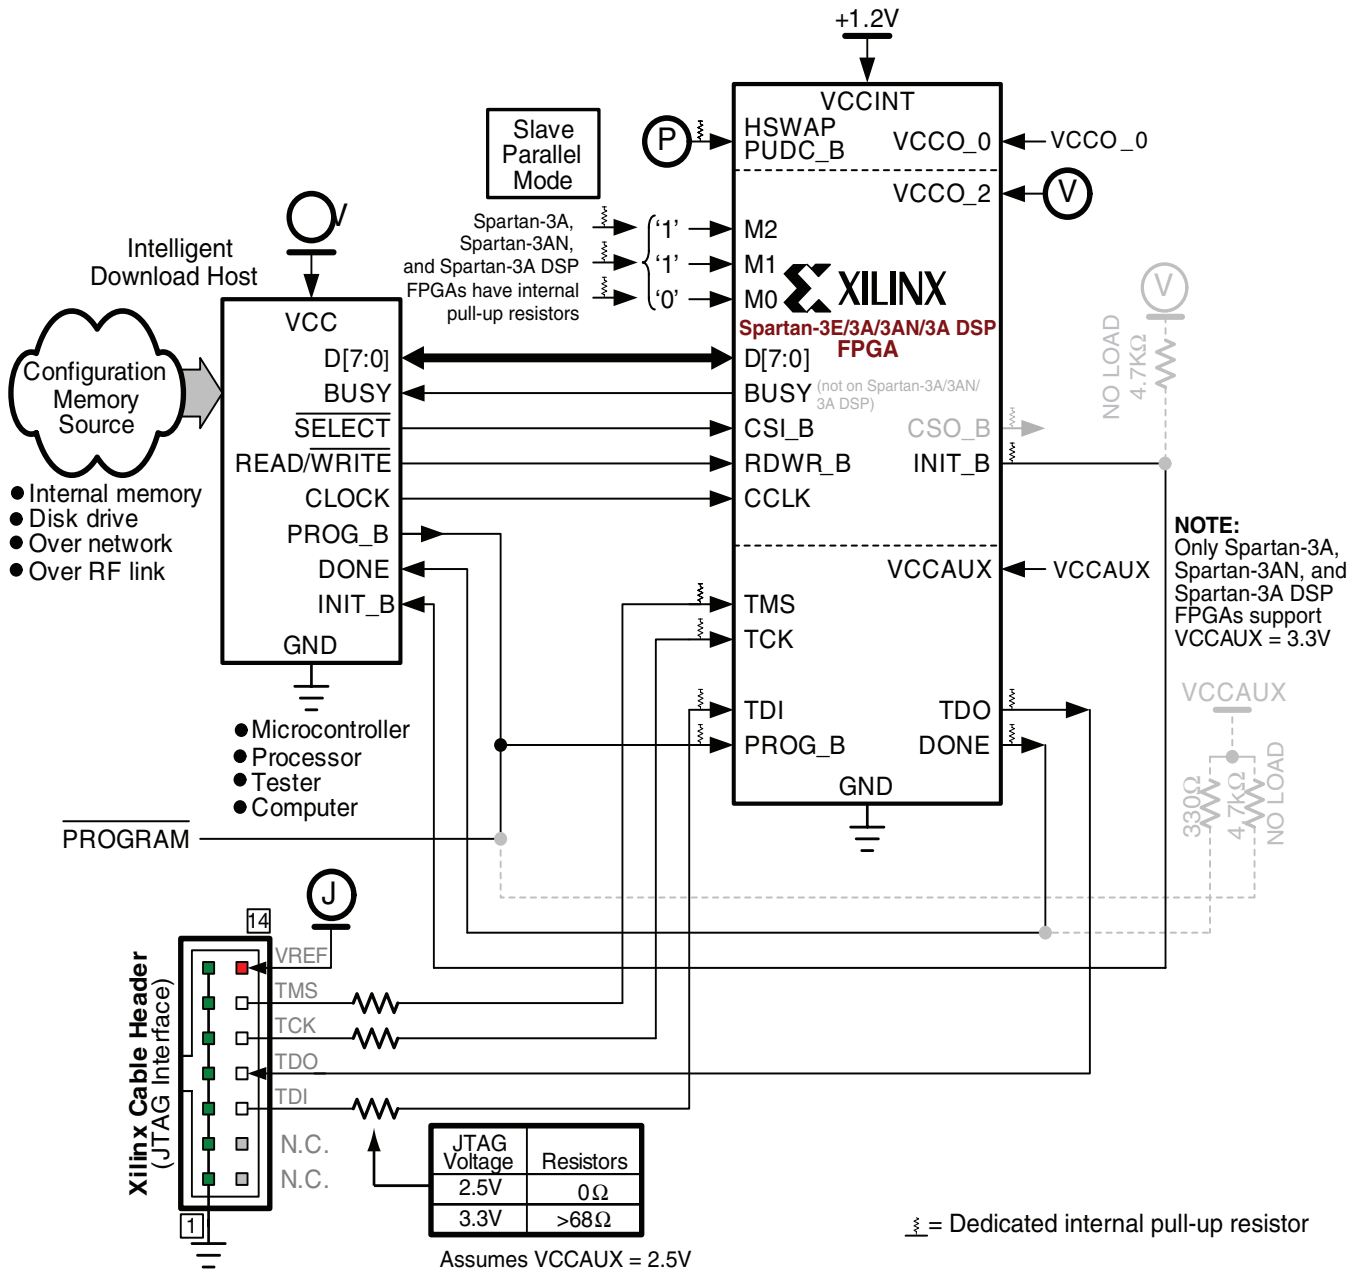 +1.2V
VCCINT
HSWAP
PUDC_B
VCCO_0
VCCO_0
P
Slave
Parallel
Mode
VCCO_2
V
Spartan-3A,
Spartan-3AN,
and Spartan-3A DSP
FPGAs have internal
pull-up resistors
'1'
'1'
'0'
M2
M1
M0
XILINX
Spartan-3E/3A/3AN/3A DSP
FPGA
V
Intelligent
Download Host
VCC
D[7:0]
BUSY
SELECT
READ/WRITE
CLOCK
PROG_B
DONE
INIT_B
GND
Configuration
Memory
Source
Internal memory
Disk drive
Over network
Over RF link
Microcontroller
Processor
Tester
Computer
D[7:0]
BUSY
(not on Spartan-3A/3AN/
3A DSP)
CSI_B
RDWR_B
CCLK
CSO_B
INIT_B
V
NO LOAD
4.7KΩ
NOTE:
Only Spartan-3A,
Spartan-3AN, and
Spartan-3A DSP
FPGAs support
VCCAUX = 3.3V
VCCAUX
VCCAUX
TMS
TCK
TDI
PROG_B
TDO
DONE
GND
VCCAUX
330Ω
4.7KΩ
NO LOAD
PROGRAM
J
14
VREF
TMS
TCK
TDO
TDI
N.C.
N.C.
1
Xilinx Cable Header
(JTAG Interface)
JTAG
Voltage
Resistors
2.5V
0Ω
3.3V
>68Ω
Assumes VCCAUX = 2.5V
= Dedicated internal pull-up resistor